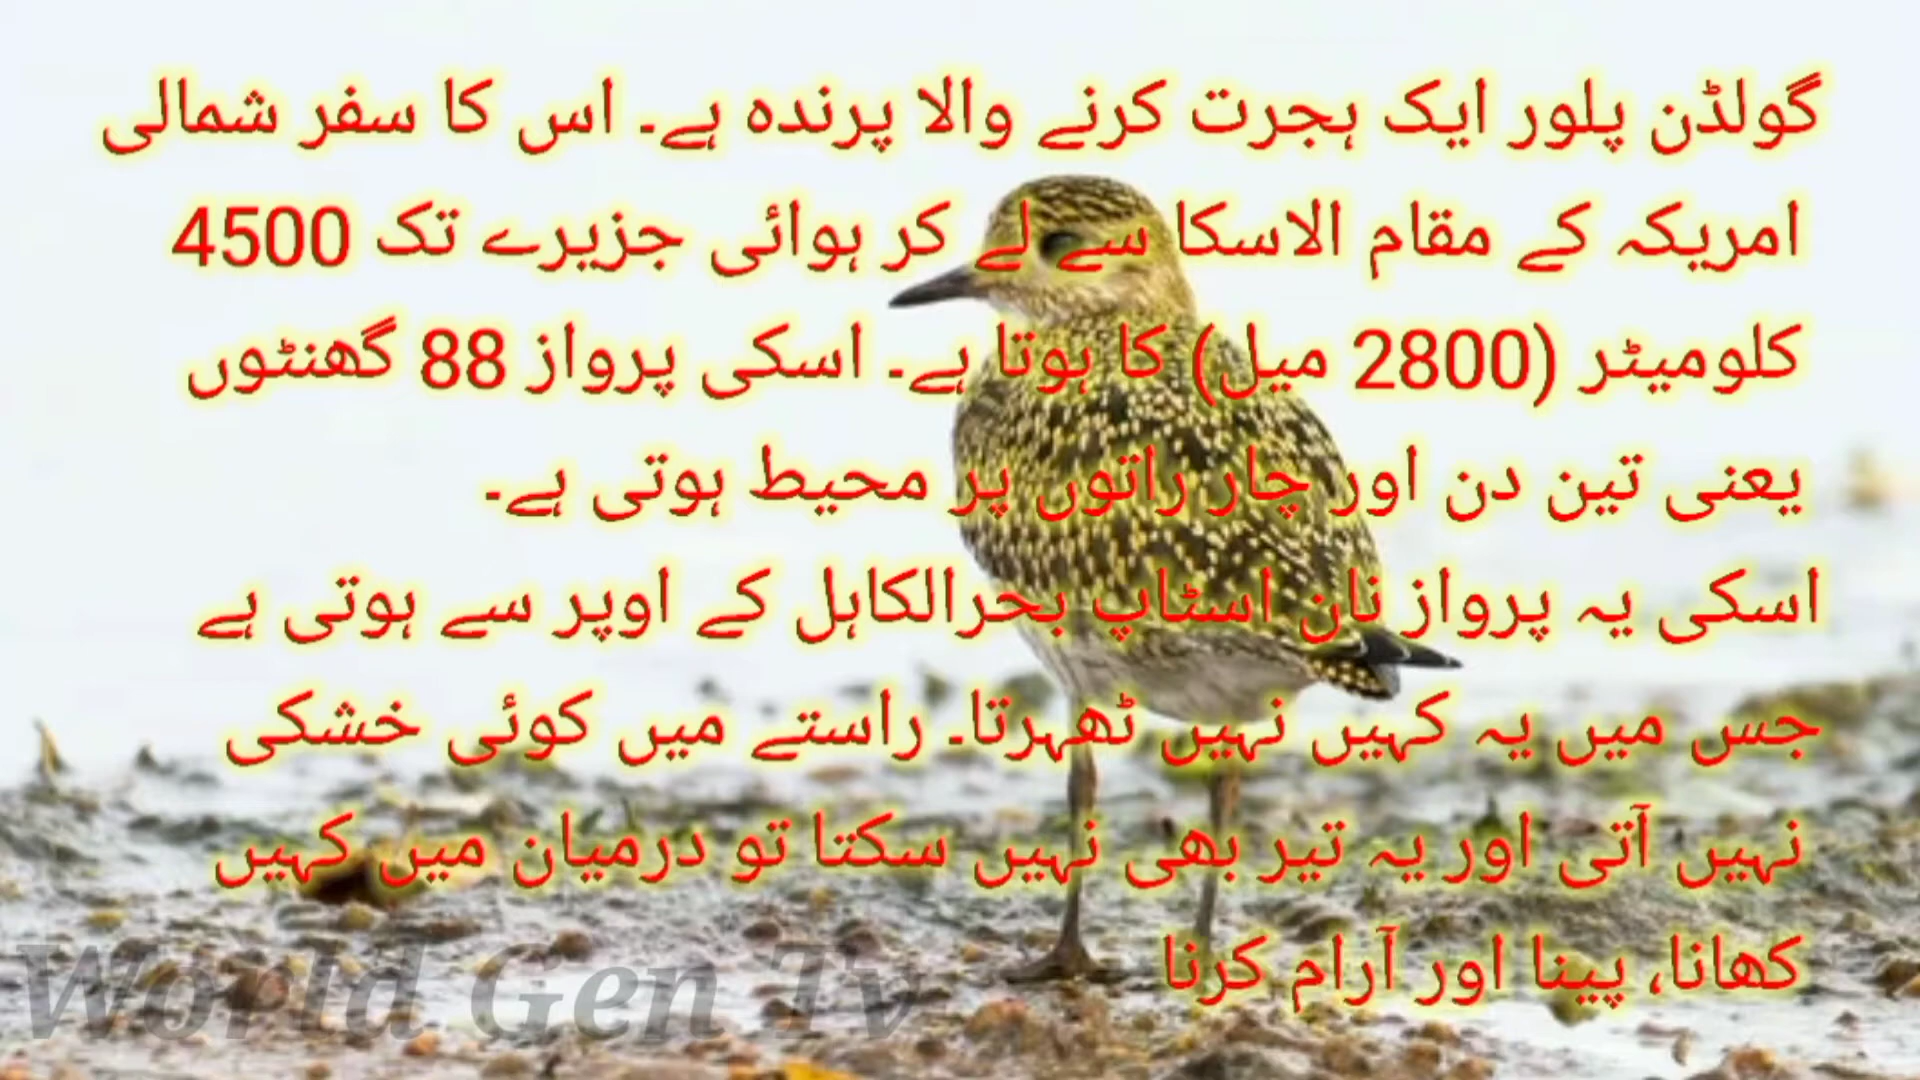 گولڈن پلور ایک ہجرت کرنے والا پرندہ ہے۔ اس کا سفر شمالی
امریکہ کے مقام الاسکا سے لے کر ہوائی جزیرے تک 4500
کلومیٹر (2800 میل) کا ہوتا ہے۔ اسکی پرواز 88 گھنٹوں
یعنی تین دن اور چار راتوں پر محیط ہوتی ہے۔
اسکی یہ پرواز نان اسٹاپ بحرالکاہل کے اوپر سے ہوتی ہے
جس میں یہ کہیں نہیں ٹھہرتا۔ راستے میں کوئی خشکی
نہیں آتی اور یہ تیر بھی نہیں سکتا تو درمیان میں کہیں
کھانا، پینا اور آرام کرنا
World Gen Tv